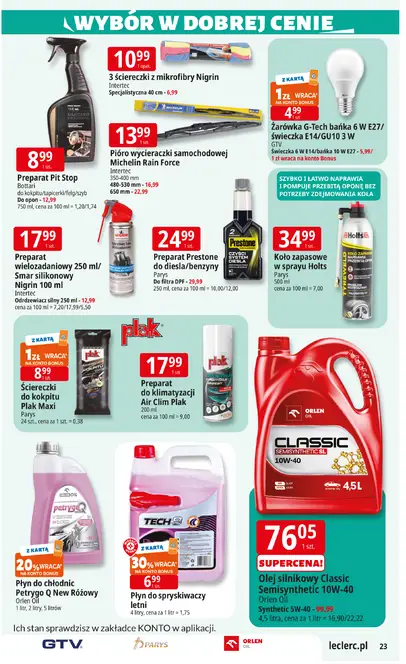 WYBÓR W DOBREJ CENIE
10 99
1 opak.
3 ściereczki z mikrofibry Nigrin
Intertec
Specjalistyczna 40 cm - 6,99
13 99
1 szt.
Pióro wycieraczki samochodowej
Michelin Rain Force
Intertec
350-400 mm
480-530 mm - 16,99
650 mm - 22,99
8 99
1 szt.
Preparat Pit Stop
Bottari
do kokpitu/tapicerki/felg/szyb
Do opon - 12,99
750 ml, cena za 100 ml = 1,20/1,74
Z KARTĄ
1ZŁ WRACA*
NA KONTO BONUS
4 99
1 szt.
Żarówka G-Tech bańka 6 W E27/
świeczka E14/GU10 3 W
GTV
Świeczka 6 W E14/bańka 10 W E27 - 5,99/
1 zł wraca na konto Bonus
SZYBKO I ŁATWO NAPRAWIA
I POMPUJE PRZEBITĄ OPONĘ BEZ
POTRZEBY ZDEJMOWANIA KOŁA
34 99
1 szt.
Holts
TYREWELD
Koło zapasowe
w sprayu Holts
Parys
500 ml
cena za 100 ml = 7,00
17 99
1 szt.
Preparat
wielozadaniowy 250 ml/
Smar silikonowy
Nigrin 100 ml
Intertec
Odrdzewiacz silny 250 ml - 12,99
cena za 100 ml = 7,20/17,99/5,50
24 99
1 szt.
Prestone
CZYŚCI
SYSTEM
DIESLA
Preparat Prestone
do diesla/benzyny
Parys
Do filtra DPF - 29,99
250 ml, cena za 100 ml = 10,00/12,00
Z KARTĄ
1ZŁ WRACA*
NA KONTO BONUS
8 99
1 szt.
plak
Ściereczki
do kokpitu
Plak Maxi
Parys
24 szt., cena za 1 szt. = 0,38
plak
17 99
1 szt.
Preparat
do klimatyzacji
Air Clim Plak
200 ml
cena za 100 ml = 9,00
ORLEN
OIL
CLASSIC
SEMISYNTHETIC SL
10W-40
4,5L
76 05
1 szt.
SUPERCENA!
Olej silnikowy Classic
Semisynthetic 10W-40
Orlen Oil
Synthetic 5W-40 - 99,99
4,5 litra, cena za 1 litr = 16,90/22,22
petrygo Q
Z KARTĄ
20% WRACA*
NA KONTO BONUS
Płyn do chłodnic
Petrygo Q New Różowy
Orlen Oil
1 litr, 2 litry, 5 litrów
TECH
Z KARTĄ
30% WRACA*
NA KONTO BONUS
6 99
1 szt.
Płyn do spryskiwaczy
letni
4 litry, cena za 1 litr = 1,75
Ich stan sprawdzisz w zakładce KONTO w aplikacji.
GTV
PARYS
ORLEN
OIL
leclerc.pl
23